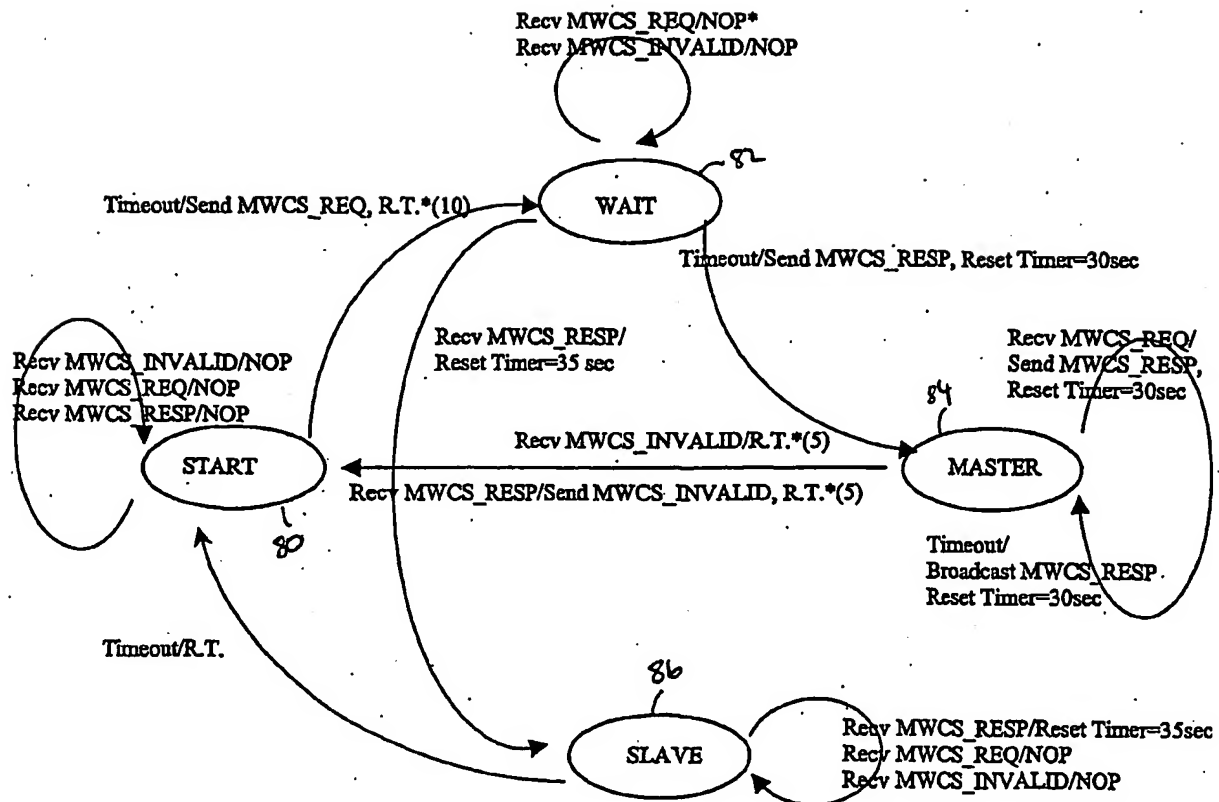 Recv MWCS_REQ/NOP*
Recv MWCS_INVALID/NOP
82
WAIT
Timeout/Send MWCS_REQ, R.T.*(10)
Timeout/Send MWCS_RESP, Reset Timer=30sec
Recv MWCS_RESP/
Reset Timer=35 sec
Recv MWCS_REQ/
Send MWCS_RESP,
Reset Timer=30sec
Recv MWCS_INVALID/NOP
Recv MWCS_REQ/NOP
Recv MWCS_RESP/NOP
84
Recv MWCS_INVALID/R.T.*(5)
START
MASTER
Recv MWCS_RESP/Send MWCS_INVALID, R.T.*(5)
80
Timeout/
Broadcast MWCS_RESP
Reset Timer=30sec
Timeout/R.T.
86
SLAVE
Recv MWCS_RESP/Reset Timer=35sec
Recv MWCS_REQ/NOP
Recv MWCS_INVALID/NOP